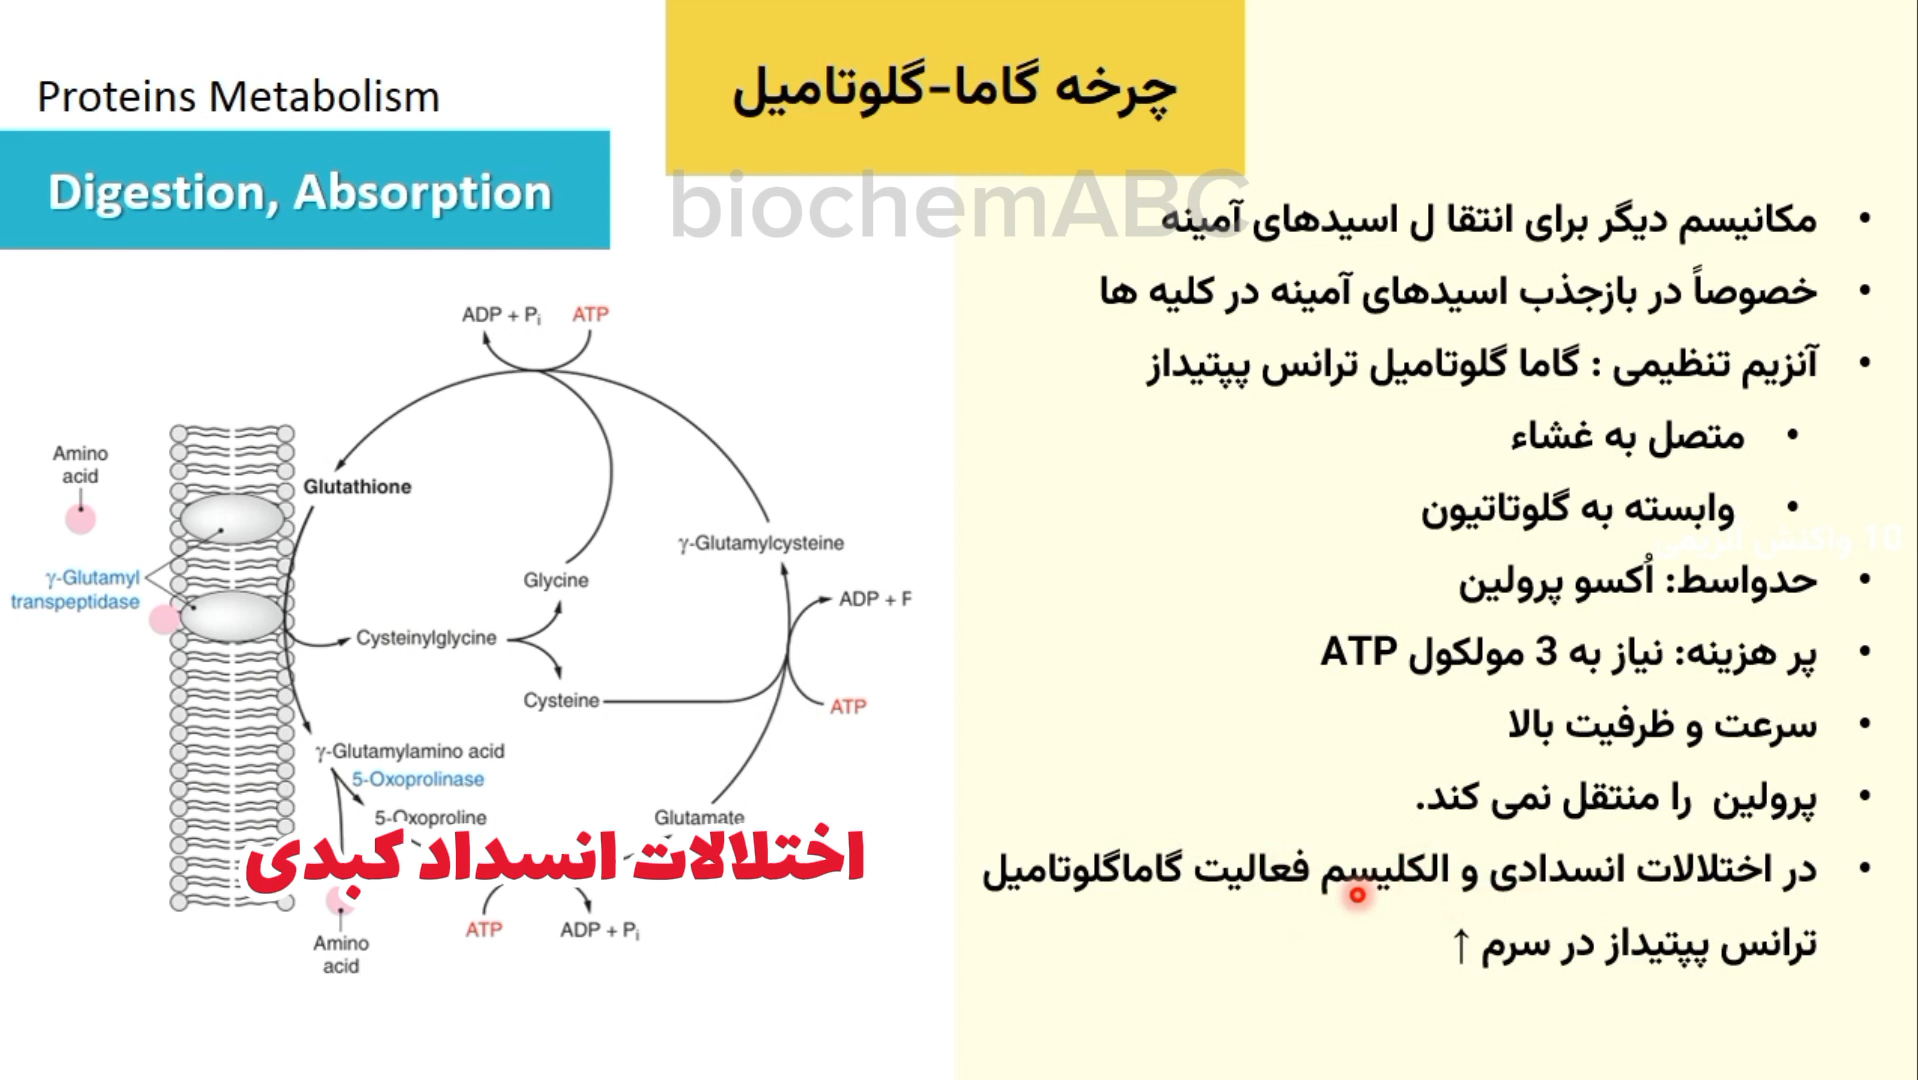 Proteins Metabolism
Digestion, Absorption
چرخه گاما-گلوتامیل
biochemABC
مکانیسم دیگر برای انتقا ل اسیدهای آمینه
خصوصاً در بازجذب اسیدهای آمینه در کلیه ها
آنزیم تنظیمی : گاما گلوتامیل ترانس پپتیداز
متصل به غشاء
وابسته به گلوتاتیون
10 واکنش آنزیمی
حدواسط: اُکسو پرولین
پر هزینه: نیاز به 3 مولکول ATP
سرعت و ظرفیت بالا
پرولین را منتقل نمی کند.
در اختلالات انسدادی و الکلیسم فعالیت گاماگلوتامیل
ترانس پپتیداز در سرم ↑
ADP + Pi
ATP
Amino
acid
Glutathione
γ-Glutamylcysteine
γ-Glutamyl
transpeptidase
Glycine
ADP + P
Cysteinylglycine
Cysteine
ATP
γ-Glutamylamino acid
5-Oxoprolinase
5-Oxoproline
Glutamate
اختلالات انسداد کبدی
ATP
ADP + Pi
Amino
acid